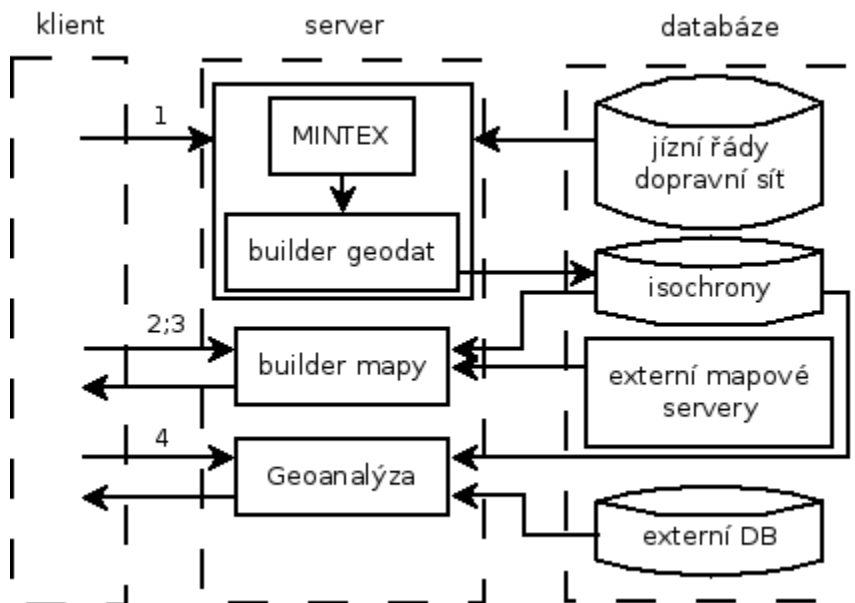 klient
server
databáze
1
MINTEX
jízní řády
dopravní sít
builder geodat
isochrony
2;3
builder mapy
externí mapové
servery
4
Geoanalýza
externí DB